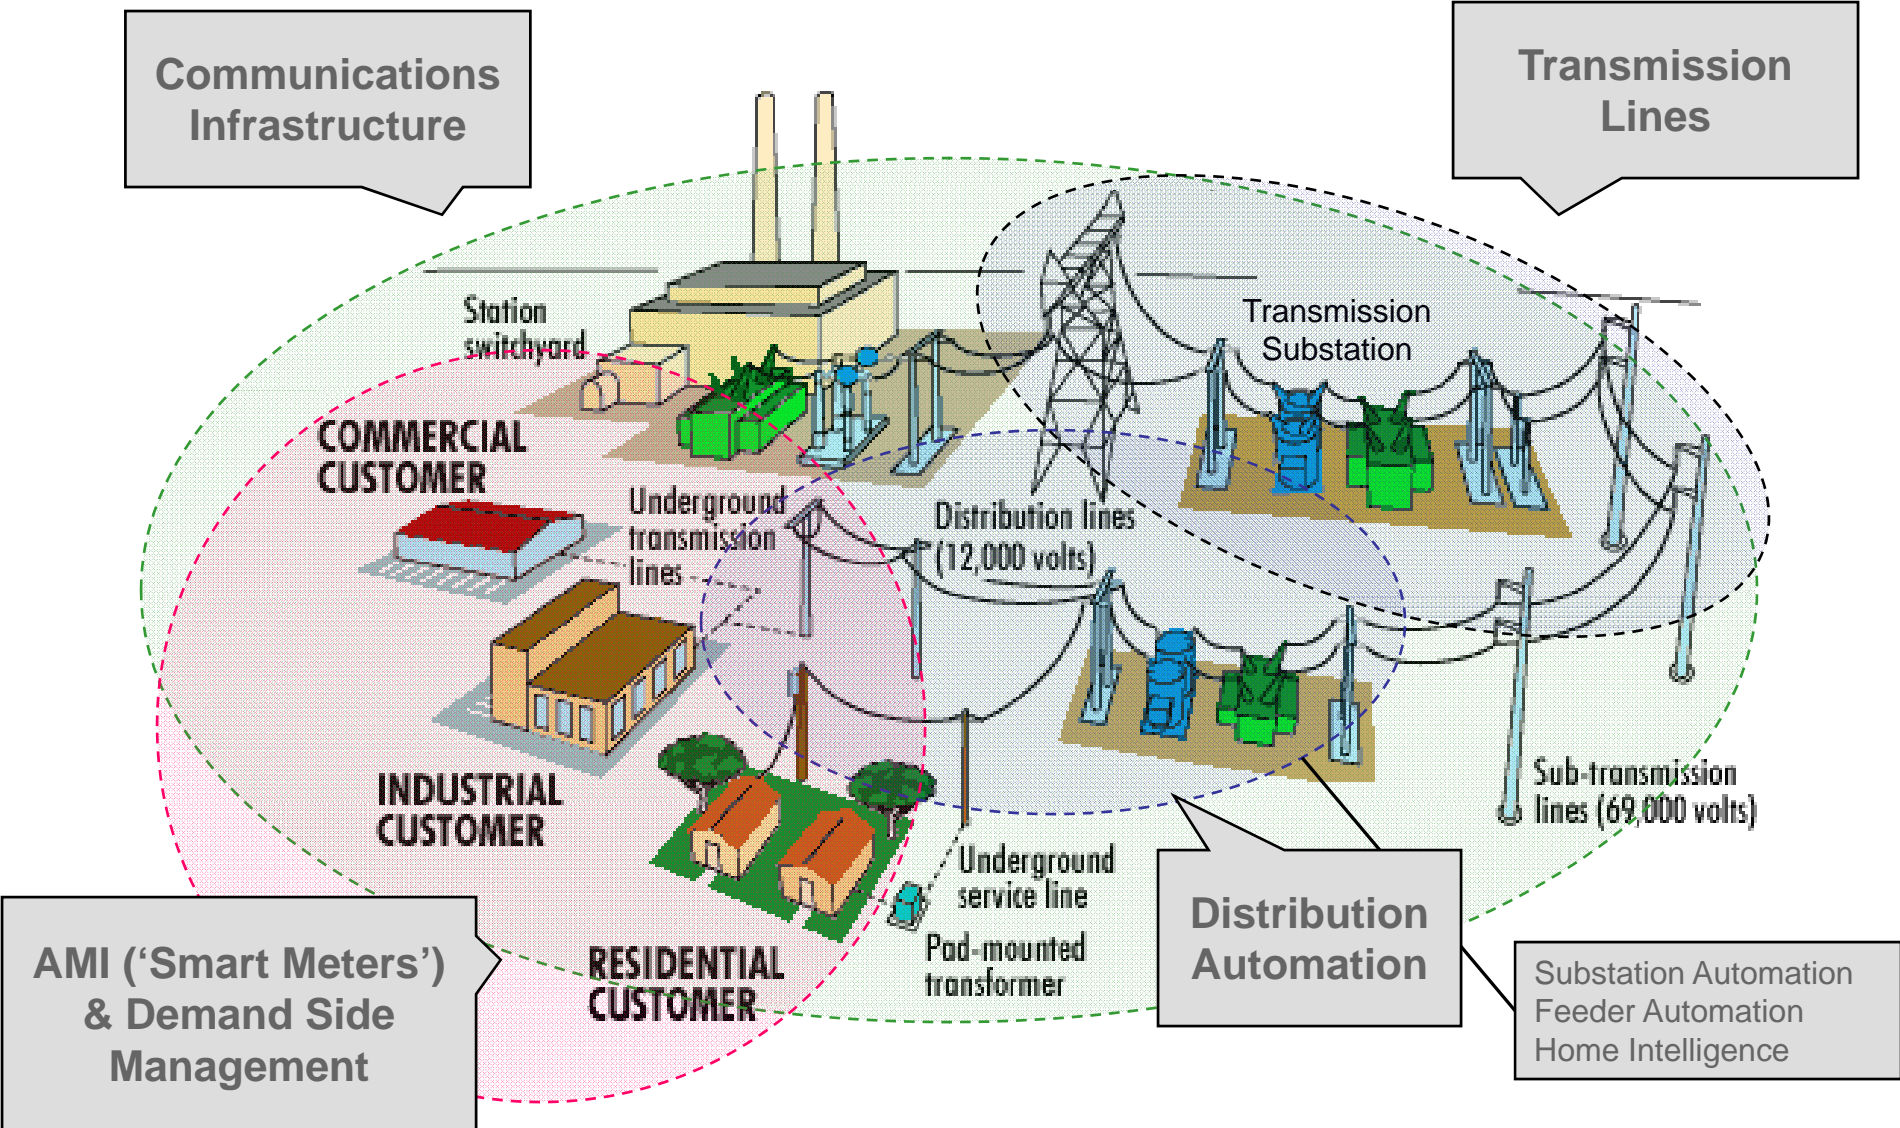 Communications
Infrastructure
Transmission
Lines
Station
switchyard
Transmission
Substation
COMMERCIAL
CUSTOMER
Underground
transmission
lines
Distribution lines
(12,000 volts)
INDUSTRIAL
CUSTOMER
Sub-transmission
lines (69,000 volts)
Underground
service line
Pad-mounted
transformer
RESIDENTIAL
CUSTOMER
Distribution
Automation
AMI (‘Smart Meters’)
& Demand Side
Management
Substation Automation
Feeder Automation
Home Intelligence